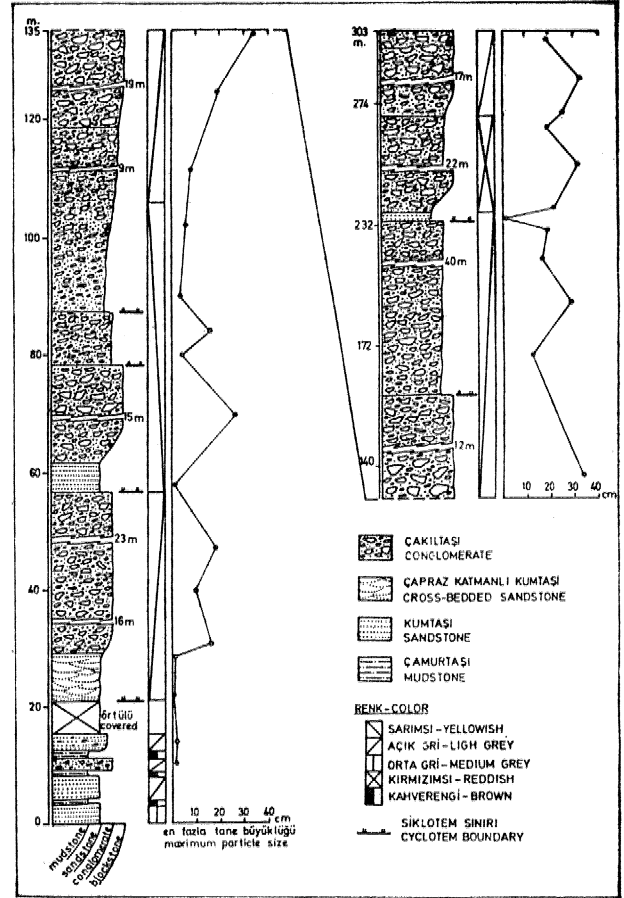 m.
135
120
100
80
60
40
20
0
19m
9m
15m
23m
16m
örtülü
covered
10
20
30
40
cm
en fazla tane büyüklüğü
maximum particle size
mudstone
sandstone
conglomerate
blockstone
303
m.
274
232
172
140
17m
22m
40m
12m
0
10
20
30
40
cm
ÇAKILTAŞI
CONGLOMERATE
ÇAPRAZ KATMANLI KUMTAŞI
CROSS-BEDDED SANDSTONE
KUMTAŞI
SANDSTONE
ÇAMURTAŞI
MUDSTONE
RENK-COLOR
SARIMSI-YELLOWISH
AÇIK GRİ-LIGH GREY
ORTA GRİ-MEDIUM GREY
KIRMIZIMSI-REDDISH
KAHVERENGİ-BROWN
SİKLOTEM SINIRI
CYCLOTEM BOUNDARY